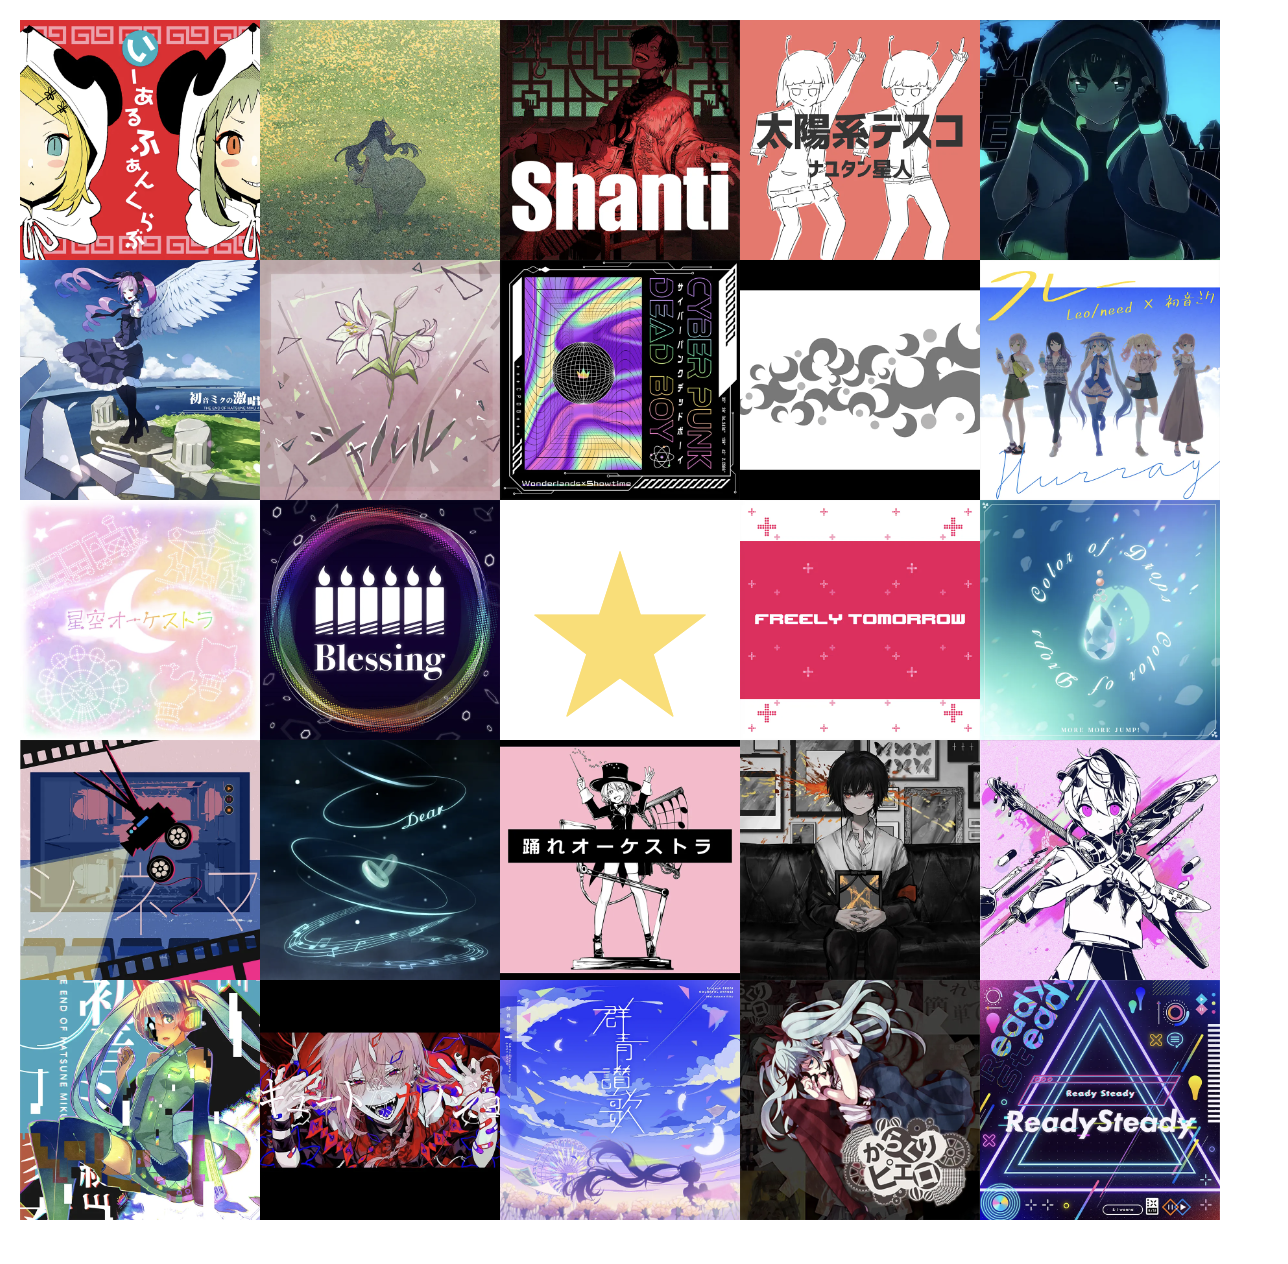 いーあるふぁんくらぶ
Shanti
太陽系デスコ
ナユタン星人
初音ミクの激唱
THE END OF HATSUNE MIKU
ジャノルル
CYBER PUNK
DEAD BOY
サイバーパンクデッドボーイ
Wonderlands×Showtime
フレー
Leo/need × 初音ミク
Hurray
星空オーケストラ
Blessing
FREELY TOMORROW
Color of Drops
Color of Drops
MORE MORE JUMP!
シネマ
Dear
踊れオーケストラ
E END OF HATSUNE MIKU
群青讃歌
からくりピエロ
Ready Steady
ReadySteady